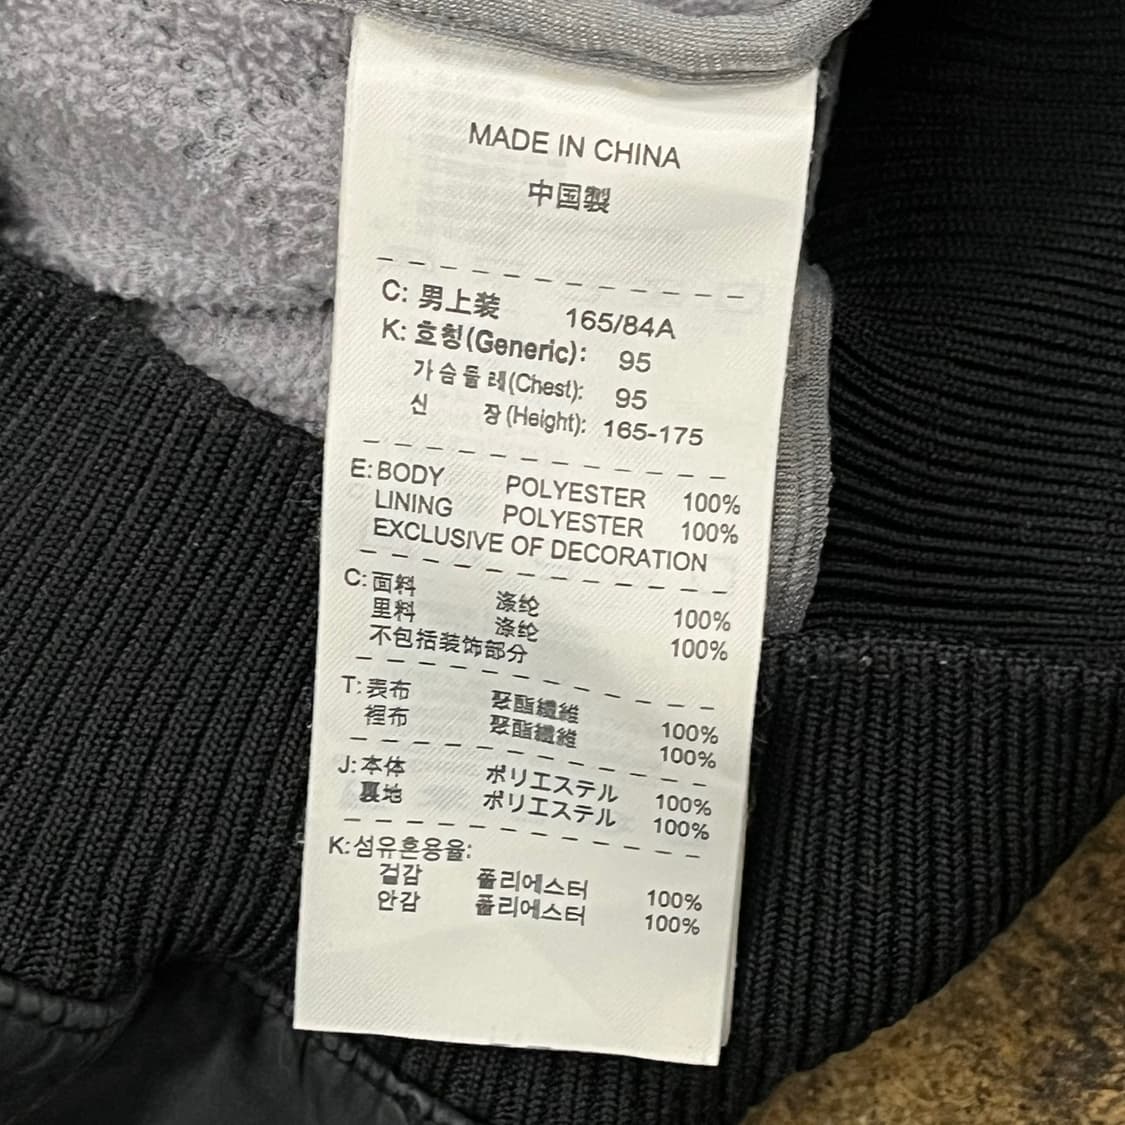 MADE IN CHINA
中国製
C: 男上装 165/84A
K: 호칭(Generic): 95
가슴둘레(Chest): 95
신 장(Height): 165-175
E: BODY POLYESTER 100%
LINING POLYESTER 100%
EXCLUSIVE OF DECORATION
C: 面料 涤纶 100%
里料 涤纶 100%
不包括装饰部分
T: 表布 聚酯纖維 100%
裡布 聚酯纖維 100%
J: 本体 ポリエステル 100%
裏地 ポリエステル 100%
K: 섬유혼용율:
겉감 폴리에스터 100%
안감 폴리에스터 100%